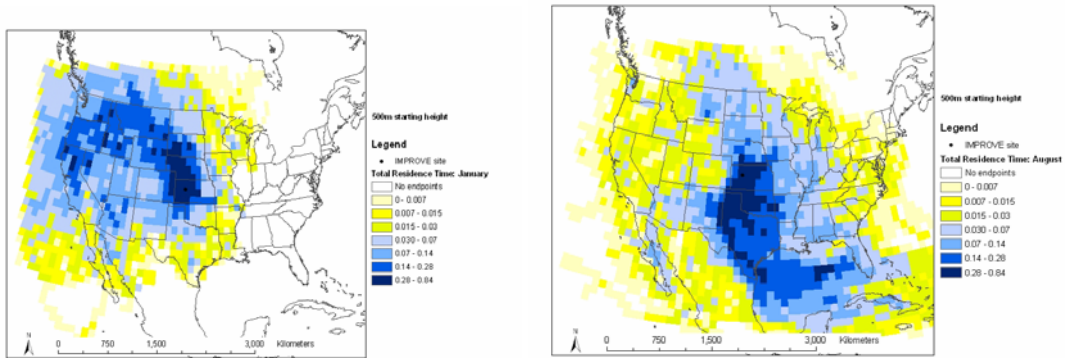 500m starting height
Legend
IMPROVE site
Total Residence Time: January
No endpoints
0 - 0.007
0.007 - 0.015
0.015 - 0.03
0.030 - 0.07
0.07 - 0.14
0.14 - 0.28
0.28 - 0.84
N
0 750 1,500 3,000 Kilometers
500m starting height
Legend
IMPROVE site
Total Residence Time: August
No endpoints
0 - 0.007
0.007 - 0.015
0.015 - 0.03
0.030 - 0.07
0.07 - 0.14
0.14 - 0.28
0.28 - 0.84
N
0 750 1,500 3,000 Kilometers